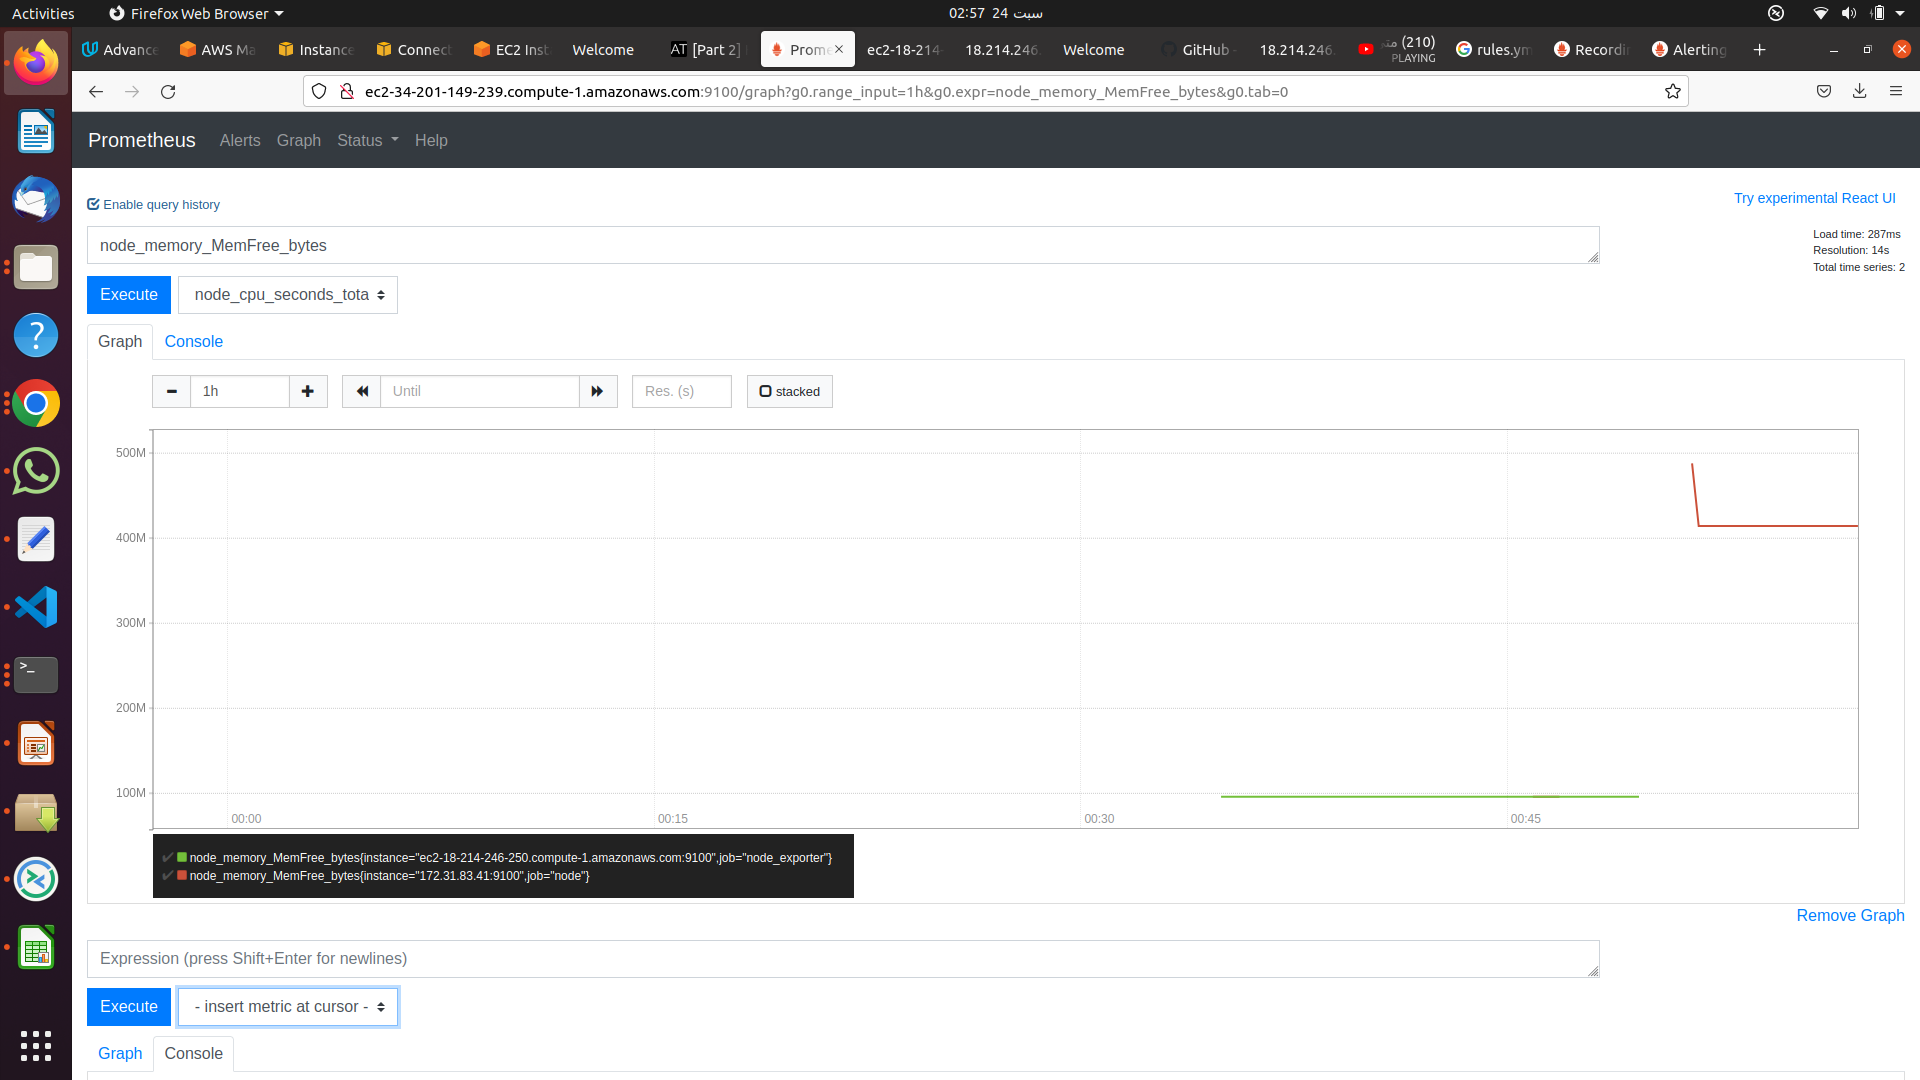 Activities
Firefox Web Browser
02:57 24 سبت
Advance
AWS Ma
Instance
Connect
EC2 Inst
Welcome
AT [Part 2]
Prome
ec2-18-214-
18.214.246.
Welcome
GitHub -
18.214.246.
(210)
PLAYING
rules.ym
Recordin
Alerting
ec2-34-201-149-239.compute-1.amazonaws.com:9100/graph?g0.range_input=1h&g0.expr=node_memory_MemFree_bytes&g0.tab=0
Prometheus
Alerts
Graph
Status
Help
Enable query history
Try experimental React UI
node_memory_MemFree_bytes
Load time: 287ms
Resolution: 14s
Total time series: 2
Execute
node_cpu_seconds_tota
Graph
Console
1h
Until
Res. (s)
stacked
500M
400M
300M
200M
100M
00:00
00:15
00:30
00:45
node_memory_MemFree_bytes{instance="ec2-18-214-246-250.compute-1.amazonaws.com:9100",job="node_exporter"}
node_memory_MemFree_bytes{instance="172.31.83.41:9100",job="node"}
Remove Graph
Expression (press Shift+Enter for newlines)
Execute
- insert metric at cursor -
Graph
Console